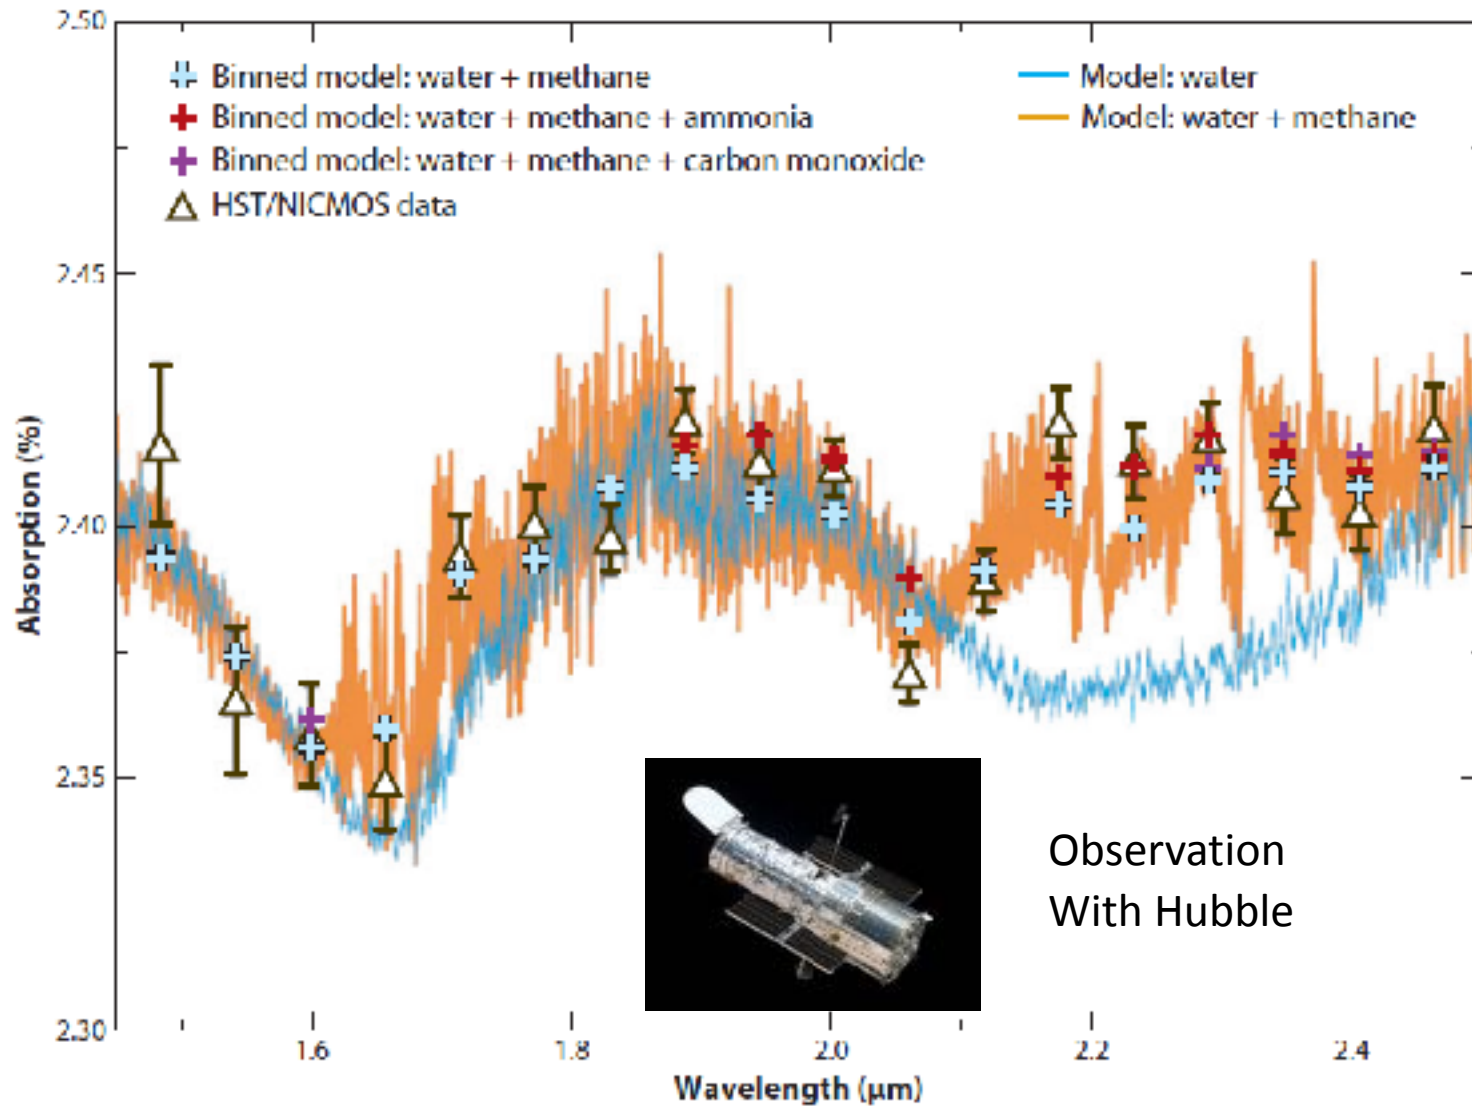 2.50
Binned model: water + methane
Binned model: water + methane + ammonia
Binned model: water + methane + carbon monoxide
HST/NICMOS data
Model: water
Model: water + methane
2.45
2.40
2.35
2.30
Absorption (%)
Observation
With Hubble
1.6
1.8
2.0
2.2
2.4
Wavelength (μm)